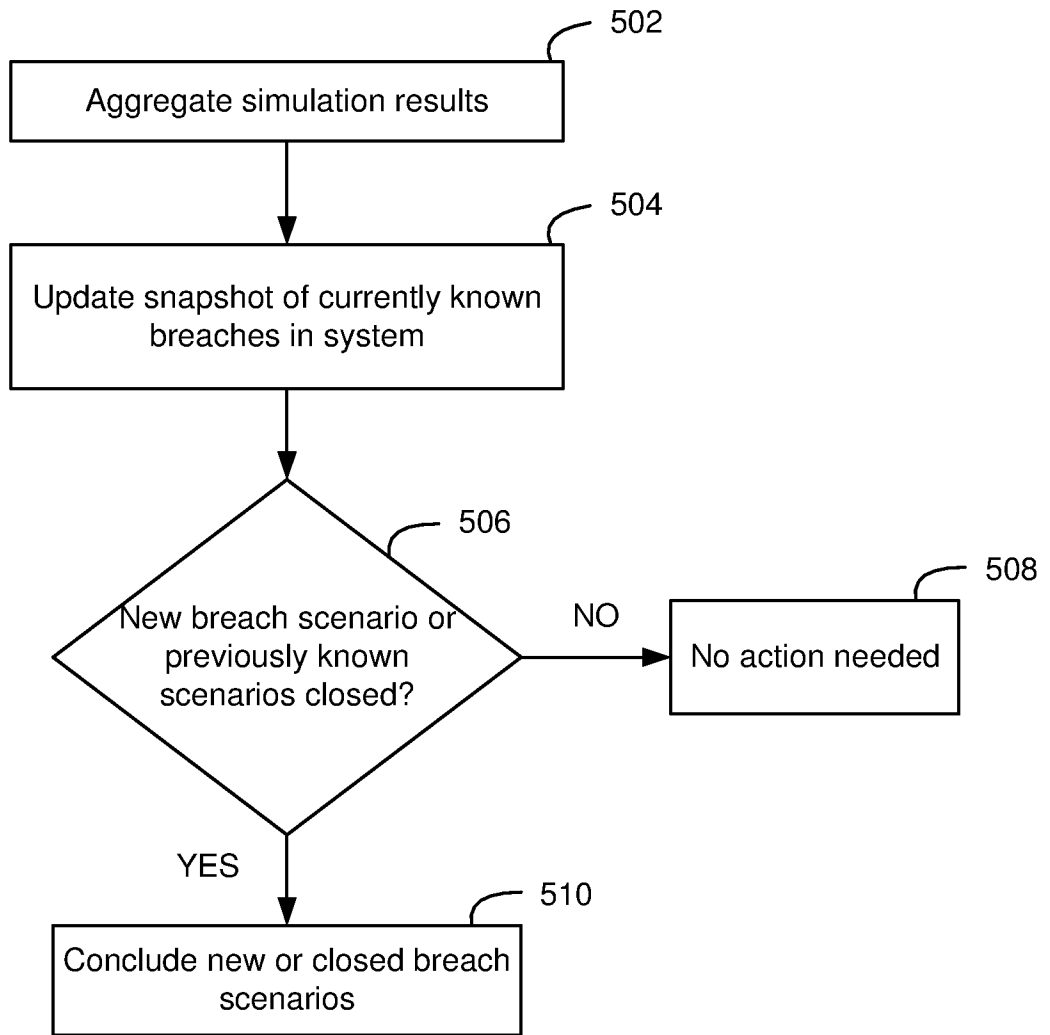 502
Aggregate simulation results
504
Update snapshot of currently known
breaches in system
506
New breach scenario or
previously known
scenarios closed?
NO
508
No action needed
YES
510
Conclude new or closed breach
scenarios